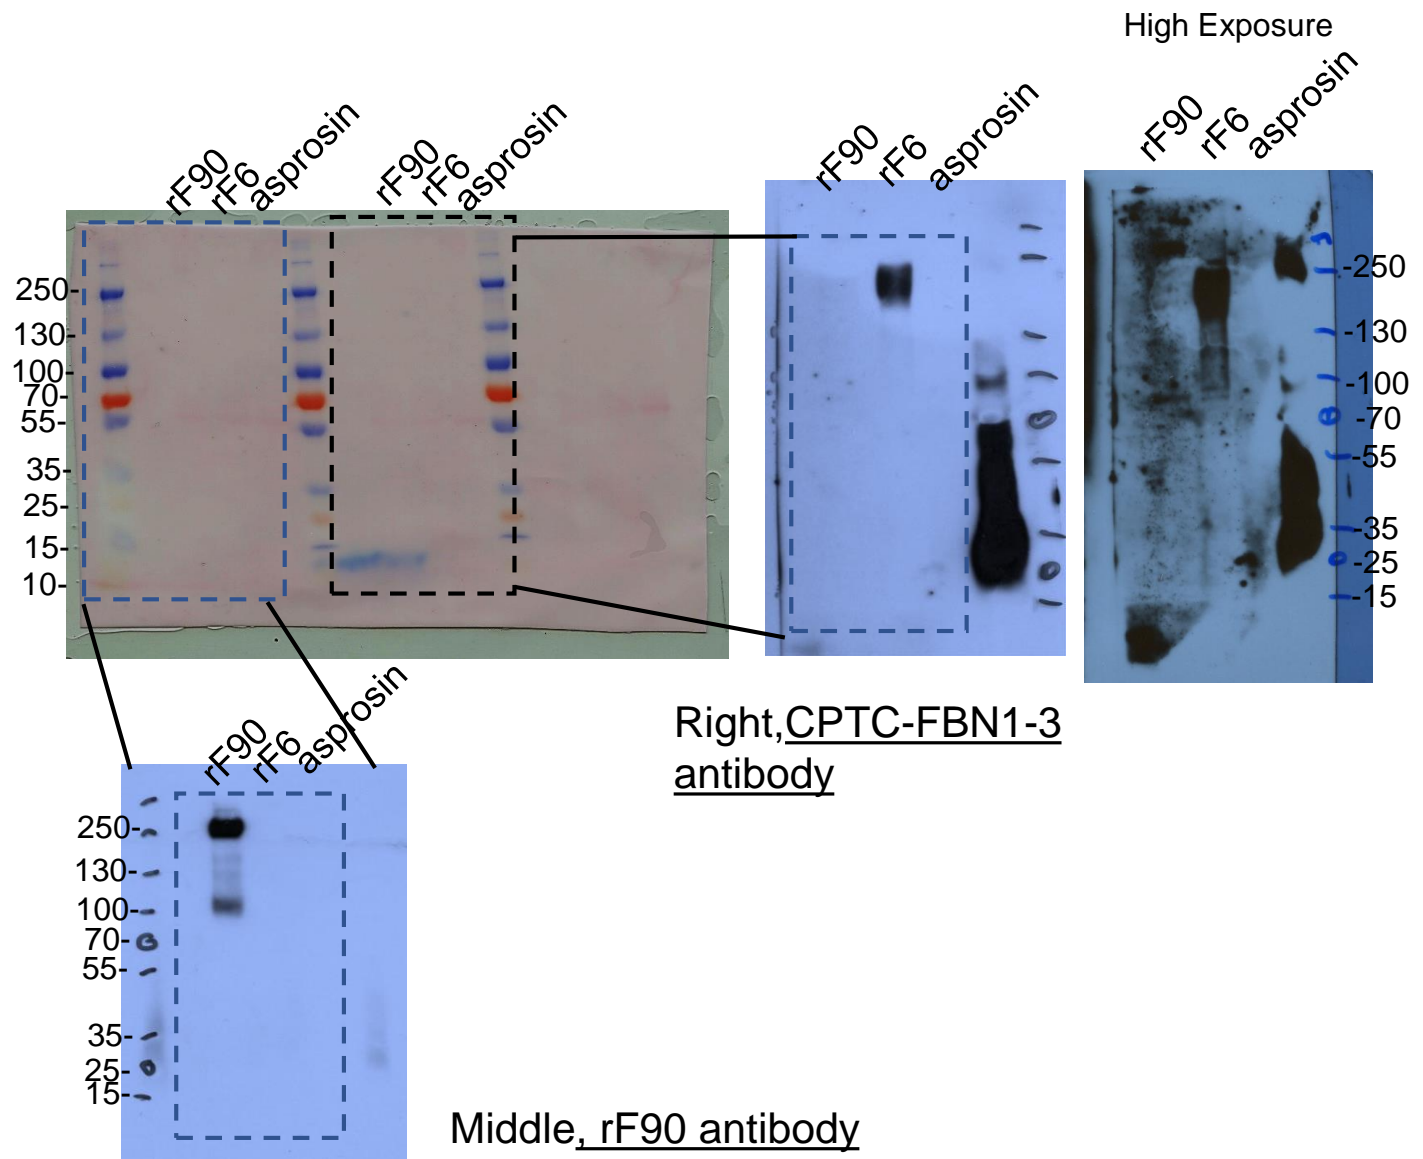 High Exposure
rF90
rF6
asprosin
rF90
rF6
asprosin
rF90
rF6
asprosin
rF90
rF6
asprosin
250-
130-
100-
70-
55-
35-
25-
15-
10-
-250
-130
-100
-70
-55
-35
-25
-15
rF90
rF6
asprosin
Right,CPTC-FBN1-3
antibody
250-
130-
100-
70-
55-
35-
25-
15-
Middle, rF90 antibody